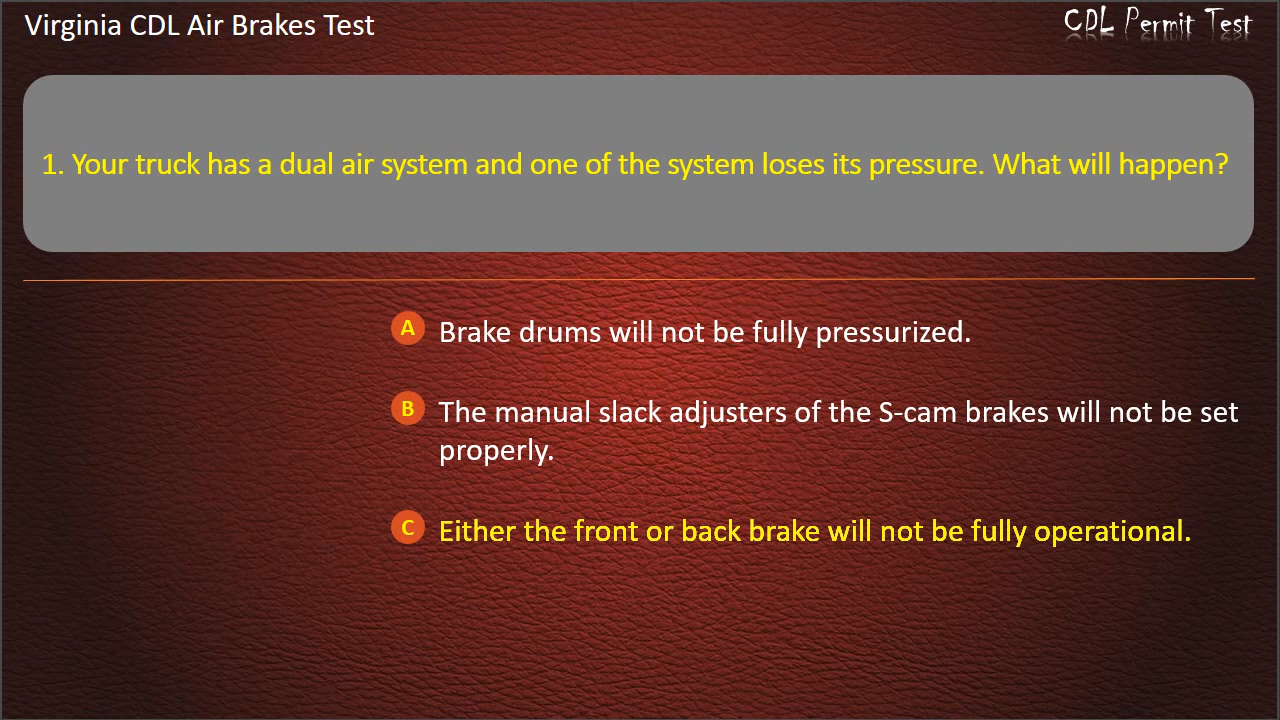 Virginia CDL Air Brakes Test
CDL Permit Test
1. Your truck has a dual air system and one of the system loses its pressure. What will happen?
A Brake drums will not be fully pressurized.
B The manual slack adjusters of the S-cam brakes will not be set
properly.
C Either the front or back brake will not be fully operational.